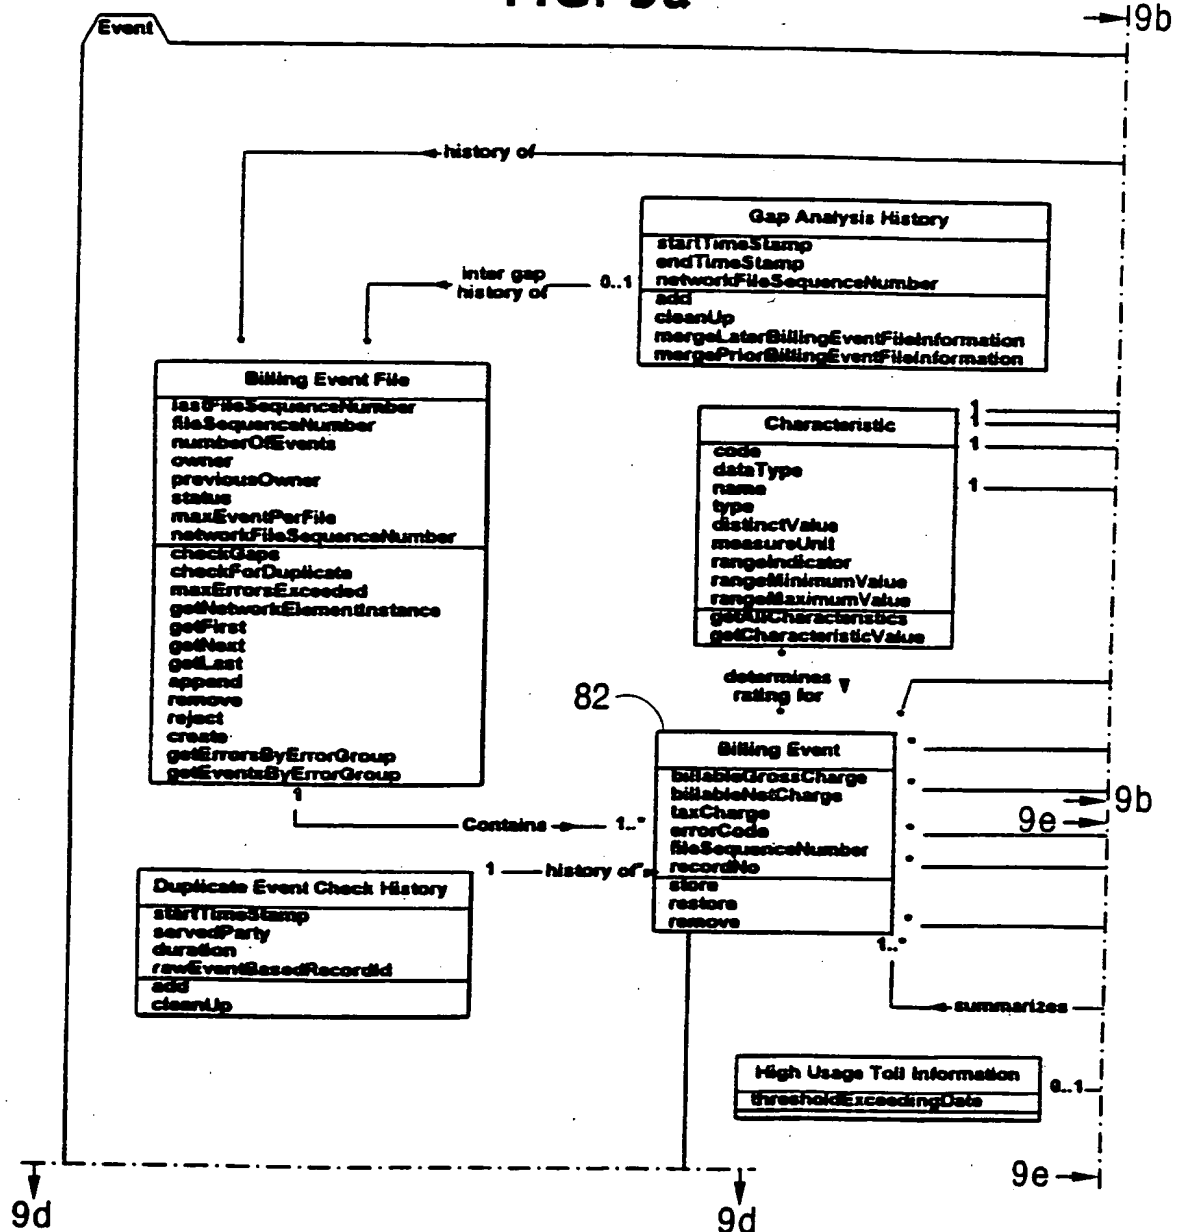 FIG. 9a
9b
Event
history of
Gap Analysis History
startTimeStamp
endTimeStamp
networkFileSequenceNumber
add
cleanUp
mergeLaterBillingEventFileInformation
mergePriorBillingEventFileInformation
inter gap
history of
0..1
Billing Event File
lastFileSequenceNumber
fileSequenceNumber
numberOfEvents
owner
previousOwner
status
maxEventPerFile
networkFileSequenceNumber
checkGaps
checkForDuplicate
maxErrorsExceeded
getNetworkElementInstance
getFirst
getNext
getLast
append
remove
reject
create
getErrorsByErrorGroup
getEventsByErrorGroup
Characteristic
code
dataType
name
type
distinctValue
measureUnit
rangeIndicator
rangeMinimumValue
rangeMaximumValue
getAllCharacteristics
getCharacteristicValue
1
1
1
1
determines
rating for
82
Billing Event
billableGrossCharge
billableNetCharge
taxCharge
errorCode
fileSequenceNumber
recordNo
store
restore
remove
*
*
*
*
*
9b
9e
1
Contains
1..*
1
history of
Duplicate Event Check History
startTimeStamp
servedParty
duration
rawEventBasedRecordId
add
cleanUp
1..*
summarizes
High Usage Toll Information
thresholdExceedingDate
0..1
9e
9d
9d